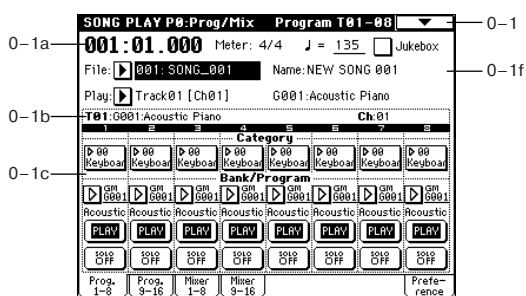 SONG PLAY P0:Prog/Mix Program T01-08
0-1
0-1a
001:01.000 Meter: 4/4 ♩= 135 Jukebox
File: 001: SONG_001 Name: NEW SONG 001
0-1f
Play: Track01 [Ch01] G001:Acoustic Piano
0-1b
T01:G001:Acoustic Piano Ch:01
1 2 3 4 5 6 7 8
Category
00 00 00 00 00 00 00 00
Keyboar Keyboar Keyboar Keyboar Keyboar Keyboar Keyboar Keyboar
0-1c
Bank/Program
GM GM GM GM GM GM GM GM
G001 G001 G001 G001 G001 G001 G001 G001
Acoustic Acoustic Acoustic Acoustic Acoustic Acoustic Acoustic Acoustic
PLAY PLAY PLAY PLAY PLAY PLAY PLAY PLAY
SOLO SOLO SOLO SOLO SOLO SOLO SOLO SOLO
OFF OFF OFF OFF OFF OFF OFF OFF
Prog. Prog. Mixer Mixer Prefe-
1-8 9-16 1-8 9-16 rence